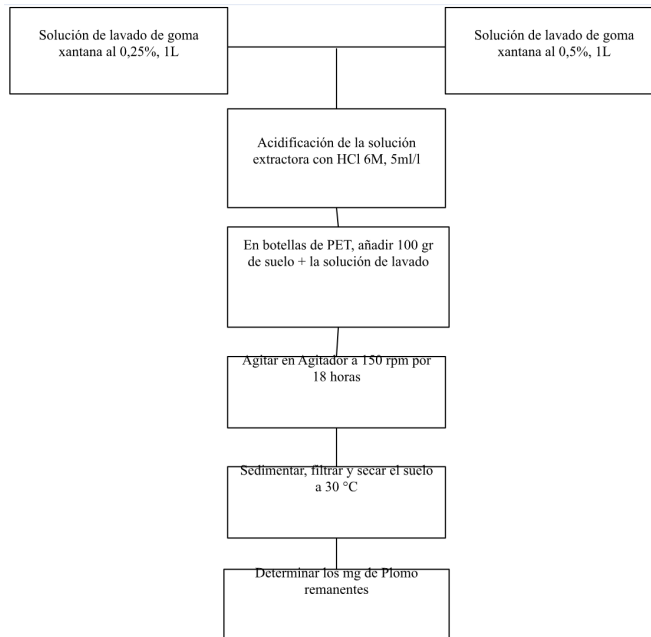 Solución de lavado de goma
xantana al 0,25%, 1L
Solución de lavado de goma
xantana al 0,5%, 1L
Acidificación de la solución
extractora con HCl 6M, 5ml/l
En botellas de PET, añadir 100 gr
de suelo + la solución de lavado
Agitar en Agitador a 150 rpm por
18 horas
Sedimentar, filtrar y secar el suelo
a 30 °C
Determinar los mg de Plomo
remanentes